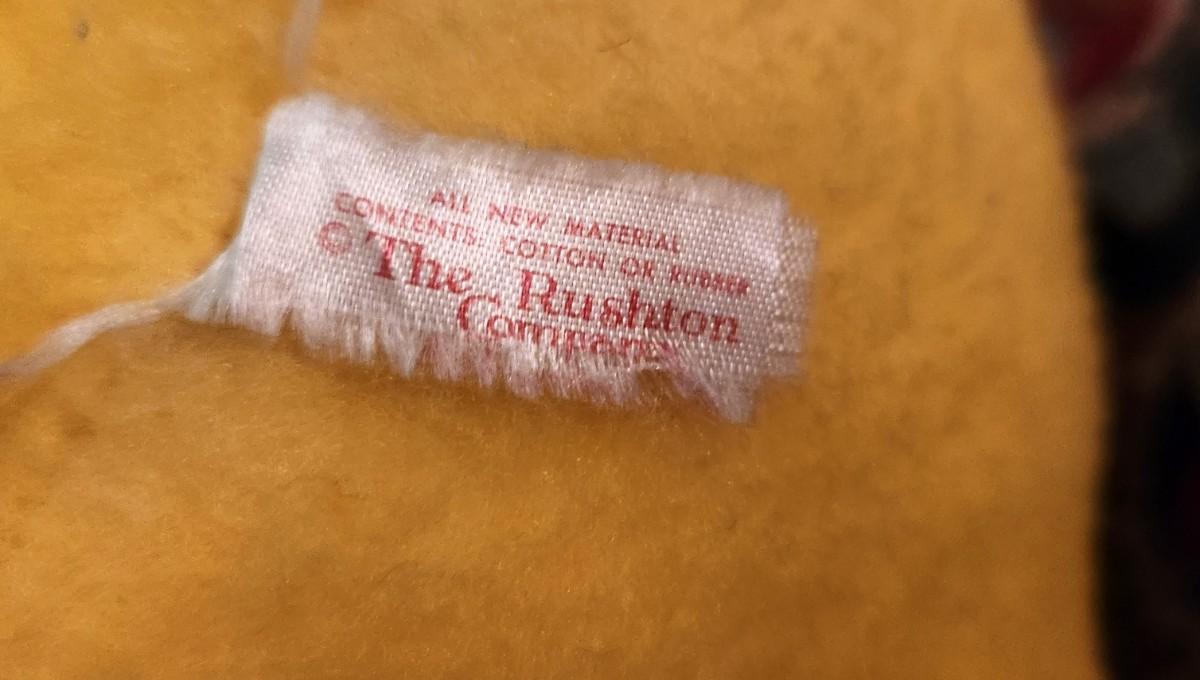 ALL NEW MATERIAL
CONTENTS: COTTON OR RUBBER
© The Rushton
Company